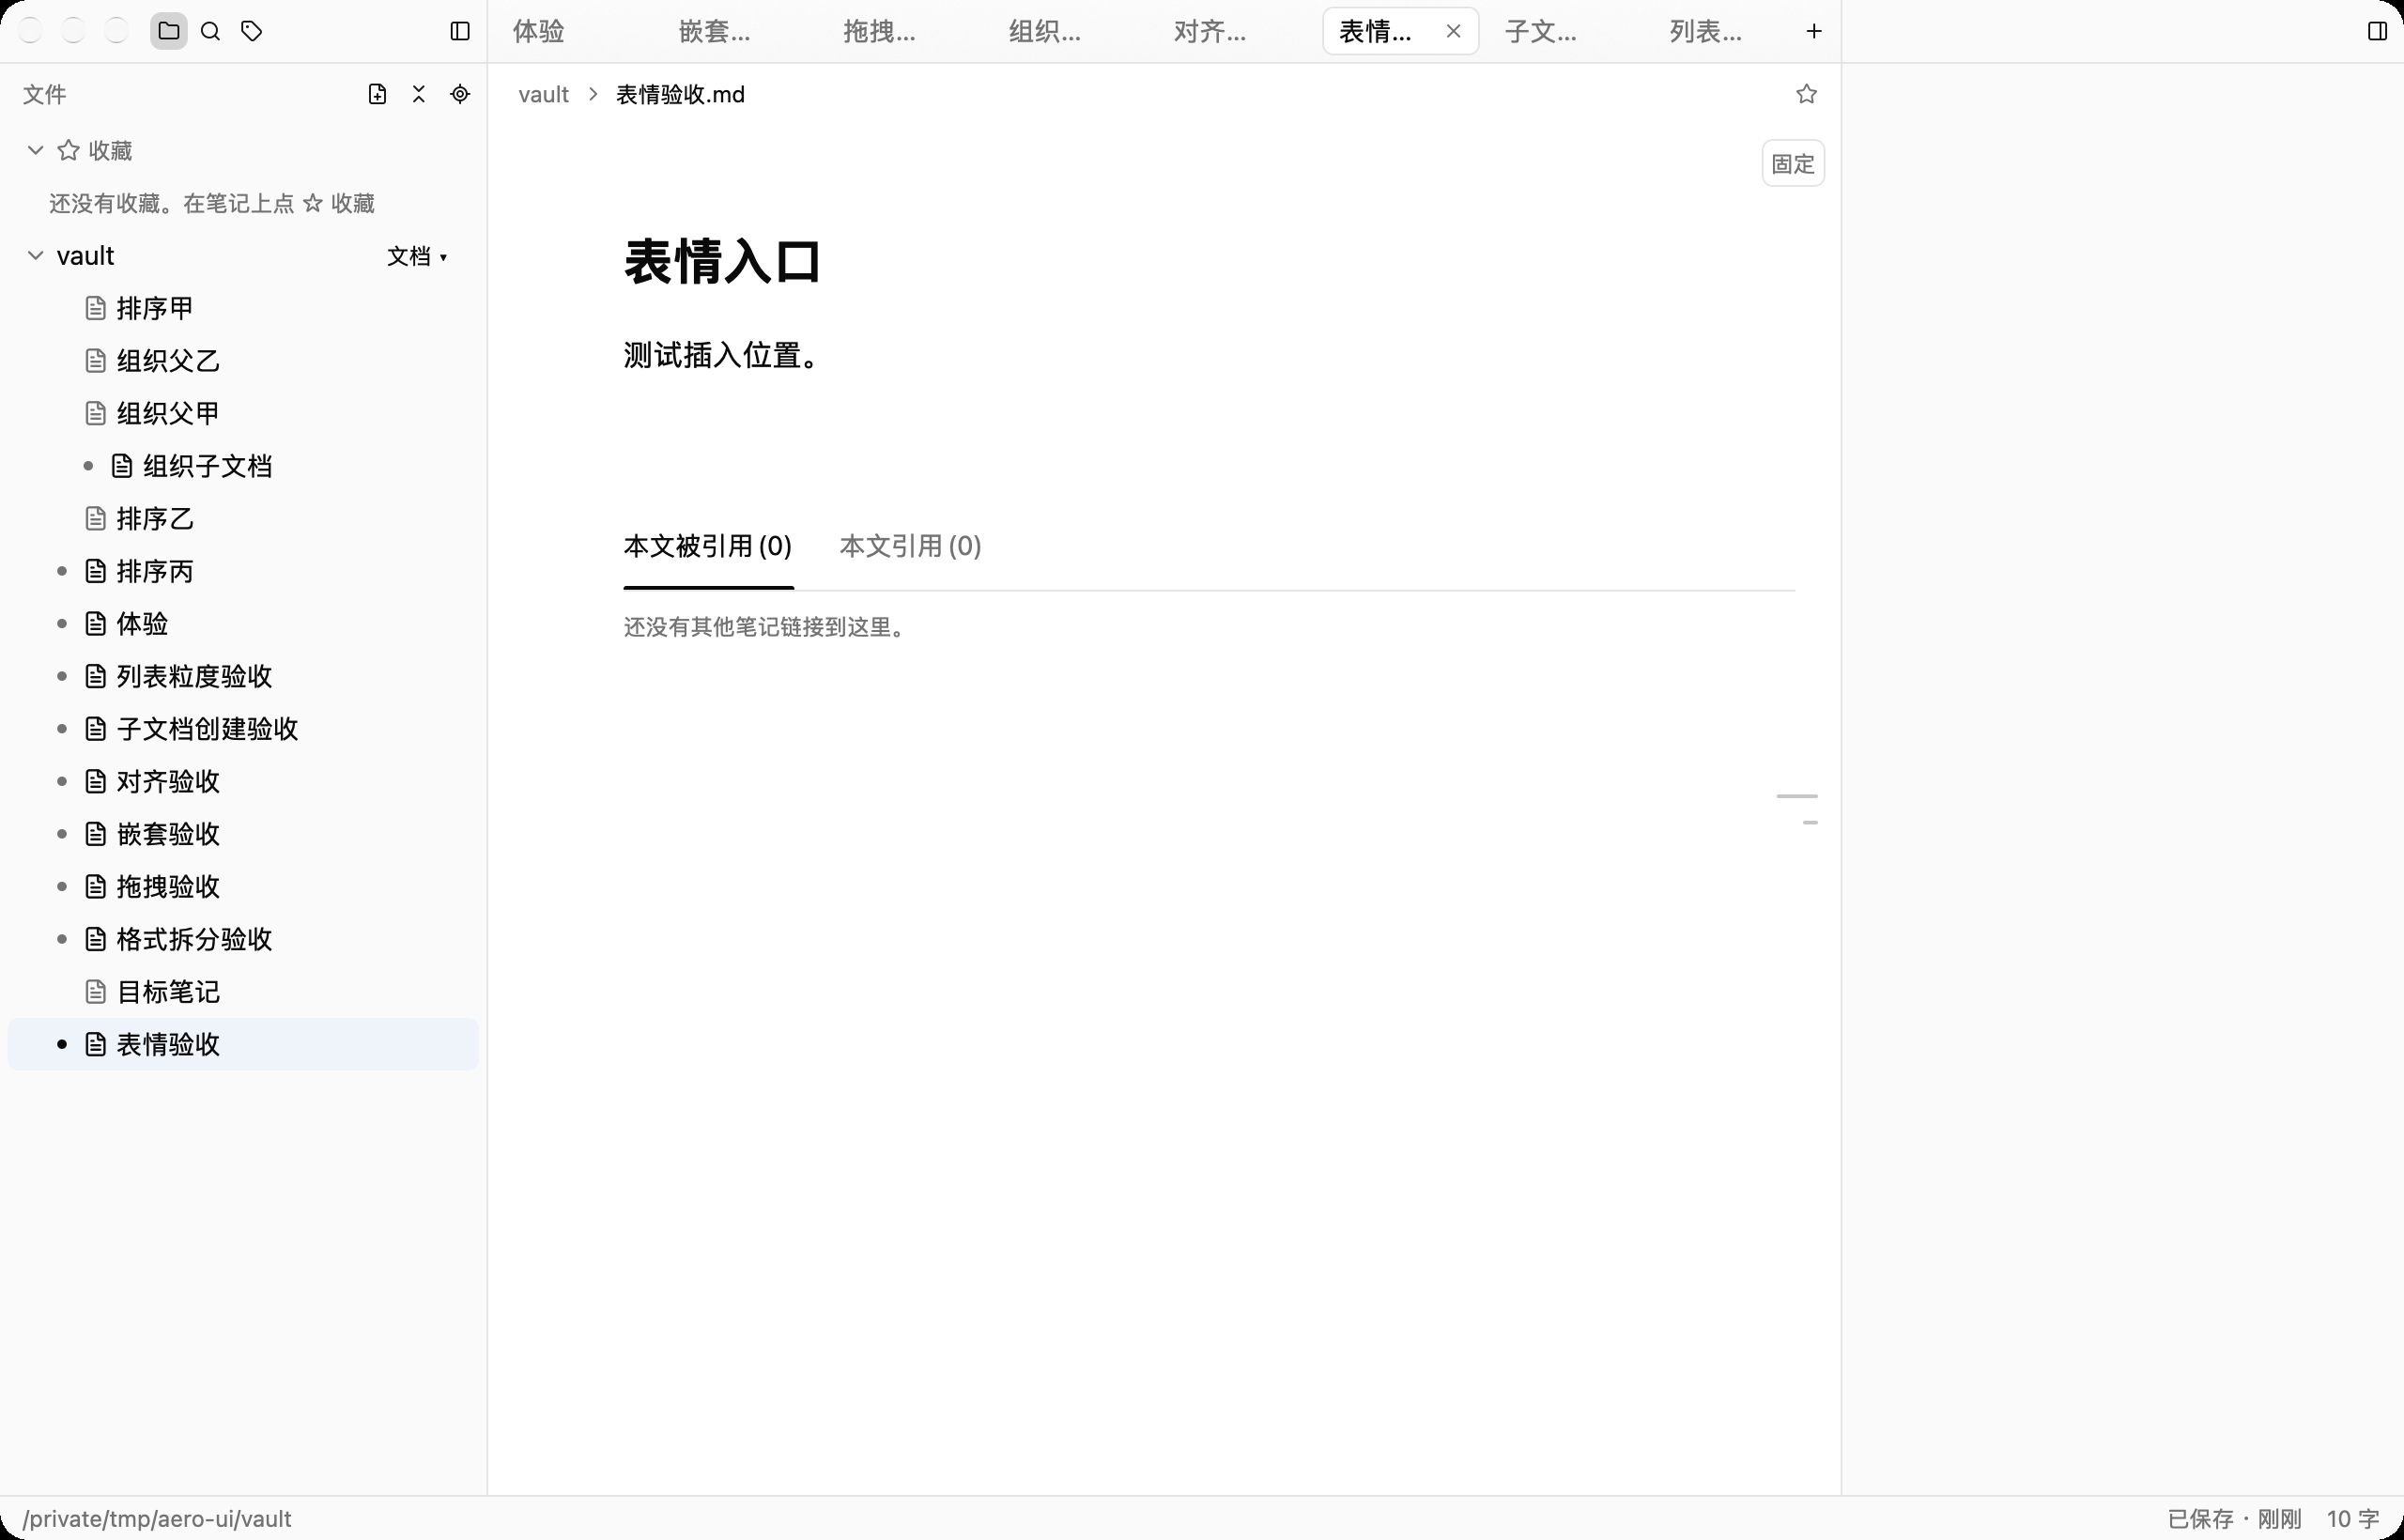 体验 嵌套... 拖拽... 组织... 对齐... 表情... 子文... 列表...
文件
收藏
还没有收藏。在笔记上点 ☆ 收藏
vault 文档
排序甲
组织父乙
组织父甲
组织子文档
排序乙
排序丙
体验
列表粒度验收
子文档创建验收
对齐验收
嵌套验收
拖拽验收
格式拆分验收
目标笔记
表情验收
vault > 表情验收.md
固定
表情入口
测试插入位置。
本文被引用 (0) 本文引用 (0)
还没有其他笔记链接到这里。
/private/tmp/aero-ui/vault 已保存 · 刚刚 10 字